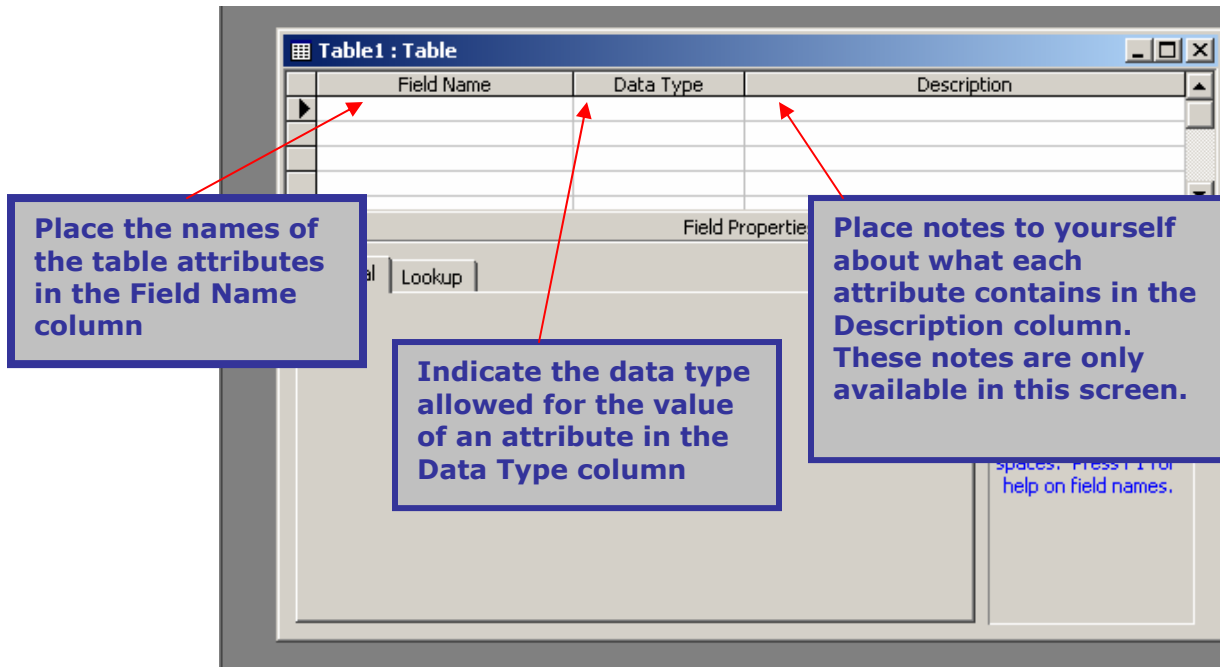 Table1 : Table
Field Name Data Type Description
Place the names of
the table attributes
in the Field Name
column
Field
Lookup
Indicate the data type
allowed for the value
of an attribute in the
Data Type column
Place notes to yourself
about what each
attribute contains in the
Description column.
These notes are only
available in this screen.
help on field names.